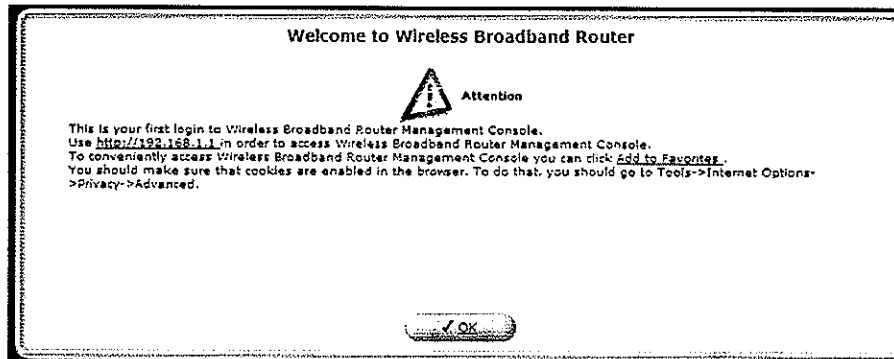 Welcome to Wireless Broadband Router
Attention
This is your first login to Wireless Broadband Router Management Console.
Use http://192.168.1.1 in order to access Wireless Broadband Router Management Console.
To conveniently access Wireless Broadband Router Management Console you can click Add to Favorites .
You should make sure that cookies are enabled in the browser. To do that, you should go to Tools->Internet Options-
>Privacy->Advanced.
✓ OK